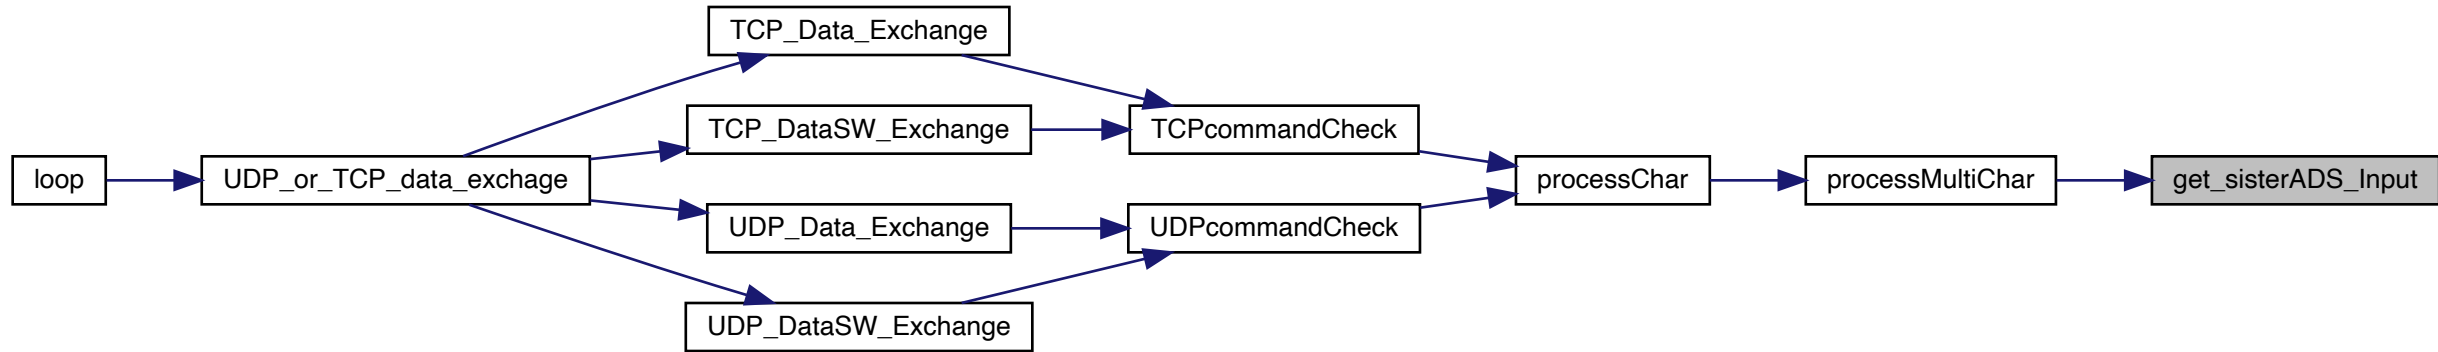 loop
UDP_or_TCP_data_exchage
TCP_Data_Exchange
TCP_DataSW_Exchange
UDP_Data_Exchange
UDP_DataSW_Exchange
TCPcommandCheck
UDPcommandCheck
processChar
processMultiChar
get_sisterADS_Input